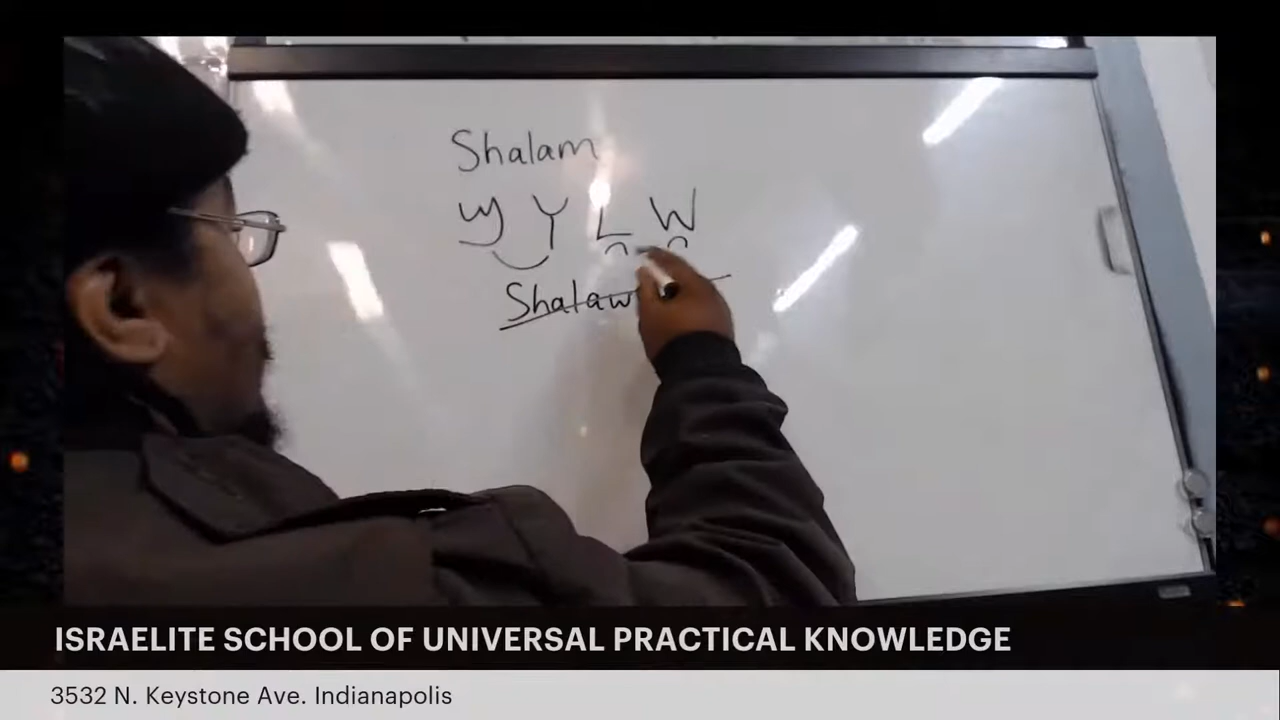 Shalam
𐤌 𐤅 𐤋 𐤔
Shalaw
ISRAELITE SCHOOL OF UNIVERSAL PRACTICAL KNOWLEDGE
3532 N. Keystone Ave. Indianapolis